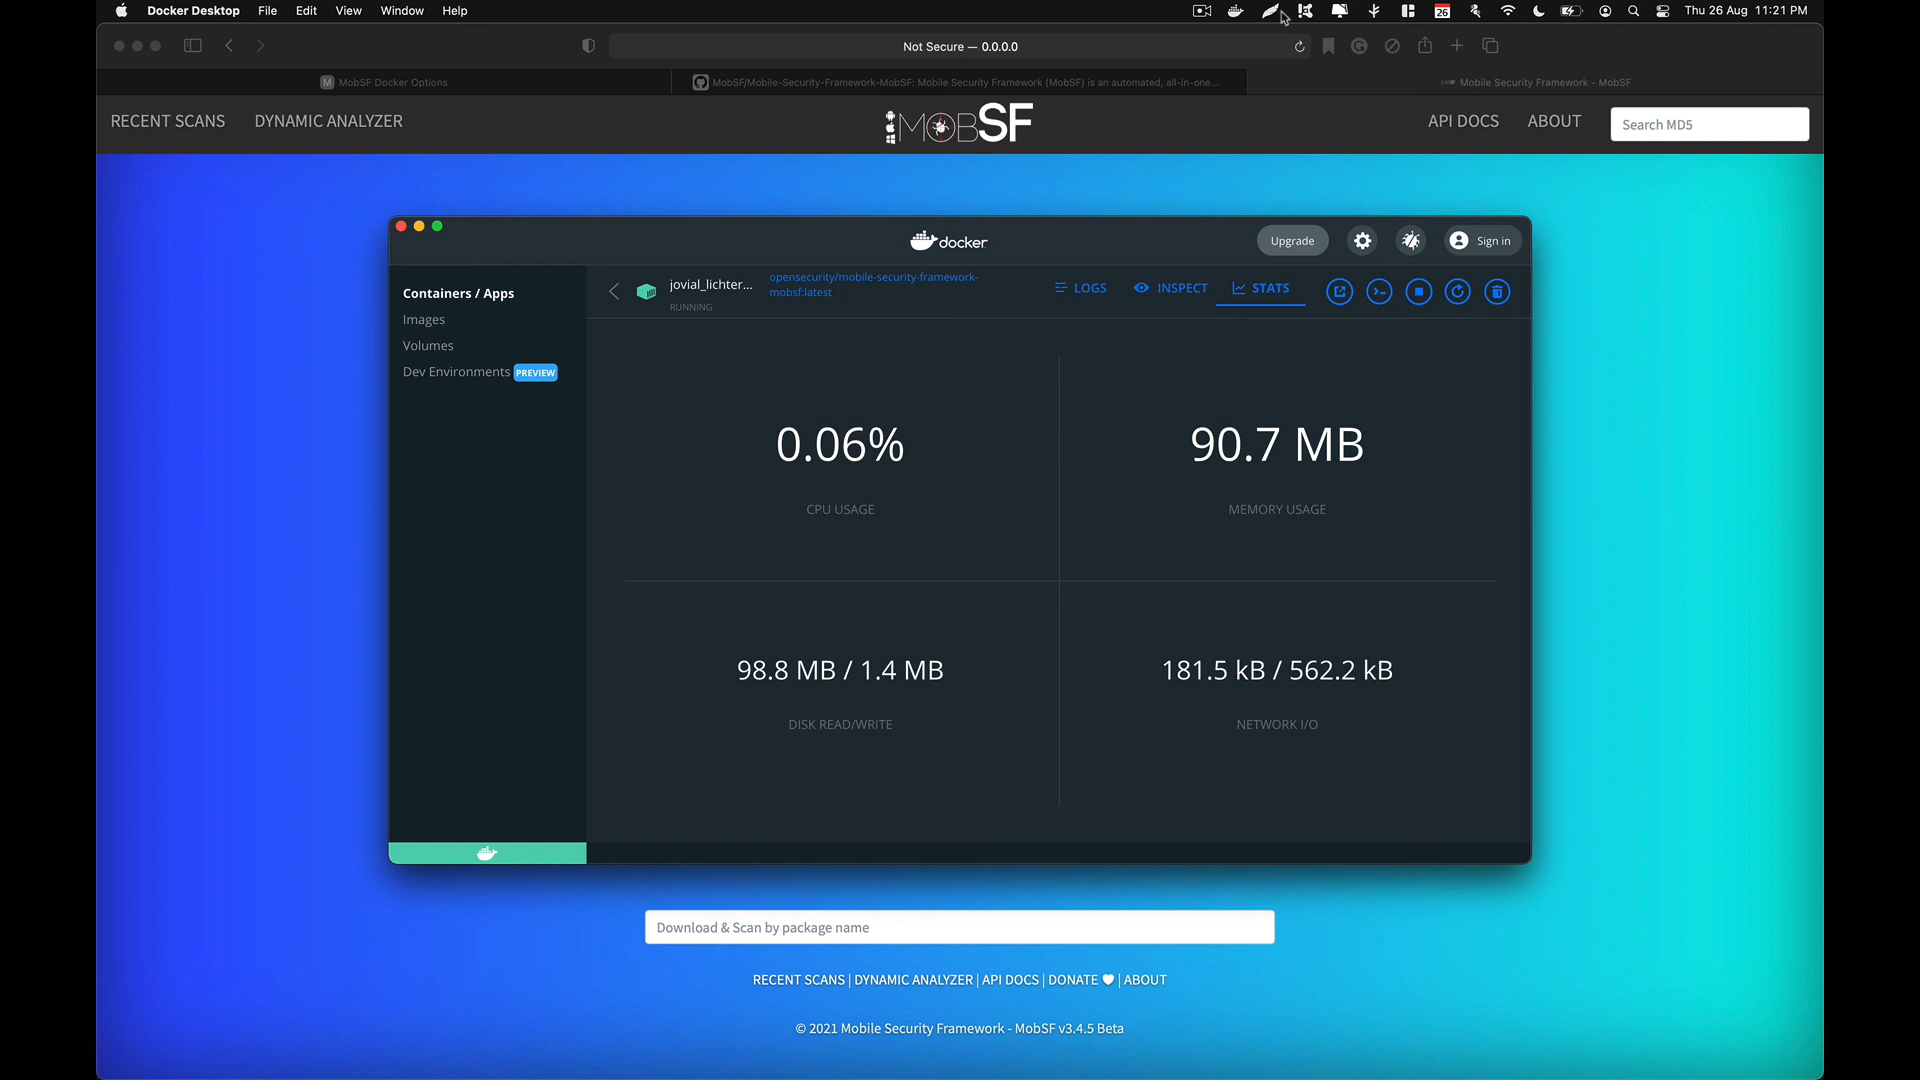 Docker Desktop File Edit View Window Help
26 Thu 26 Aug 11:21 PM
Not Secure — 0.0.0.0
M MobSF Docker Options
MobSF/Mobile-Security-Framework-MobSF: Mobile Security Framework (MobSF) is an automated, all-in-one...
Mobile Security Framework - MobSF
RECENT SCANS DYNAMIC ANALYZER
MOBSF
API DOCS ABOUT Search MD5
docker
Upgrade Sign in
Containers / Apps
Images
Volumes
Dev Environments PREVIEW
jovial_lichter...
RUNNING
opensecurity/mobile-security-framework-
mobsf:latest
LOGS INSPECT STATS
0.06%
CPU USAGE
90.7 MB
MEMORY USAGE
98.8 MB / 1.4 MB
DISK READ/WRITE
181.5 kB / 562.2 kB
NETWORK I/O
Download & Scan by package name
RECENT SCANS | DYNAMIC ANALYZER | API DOCS | DONATE ♥ | ABOUT
© 2021 Mobile Security Framework - MobSF v3.4.5 Beta